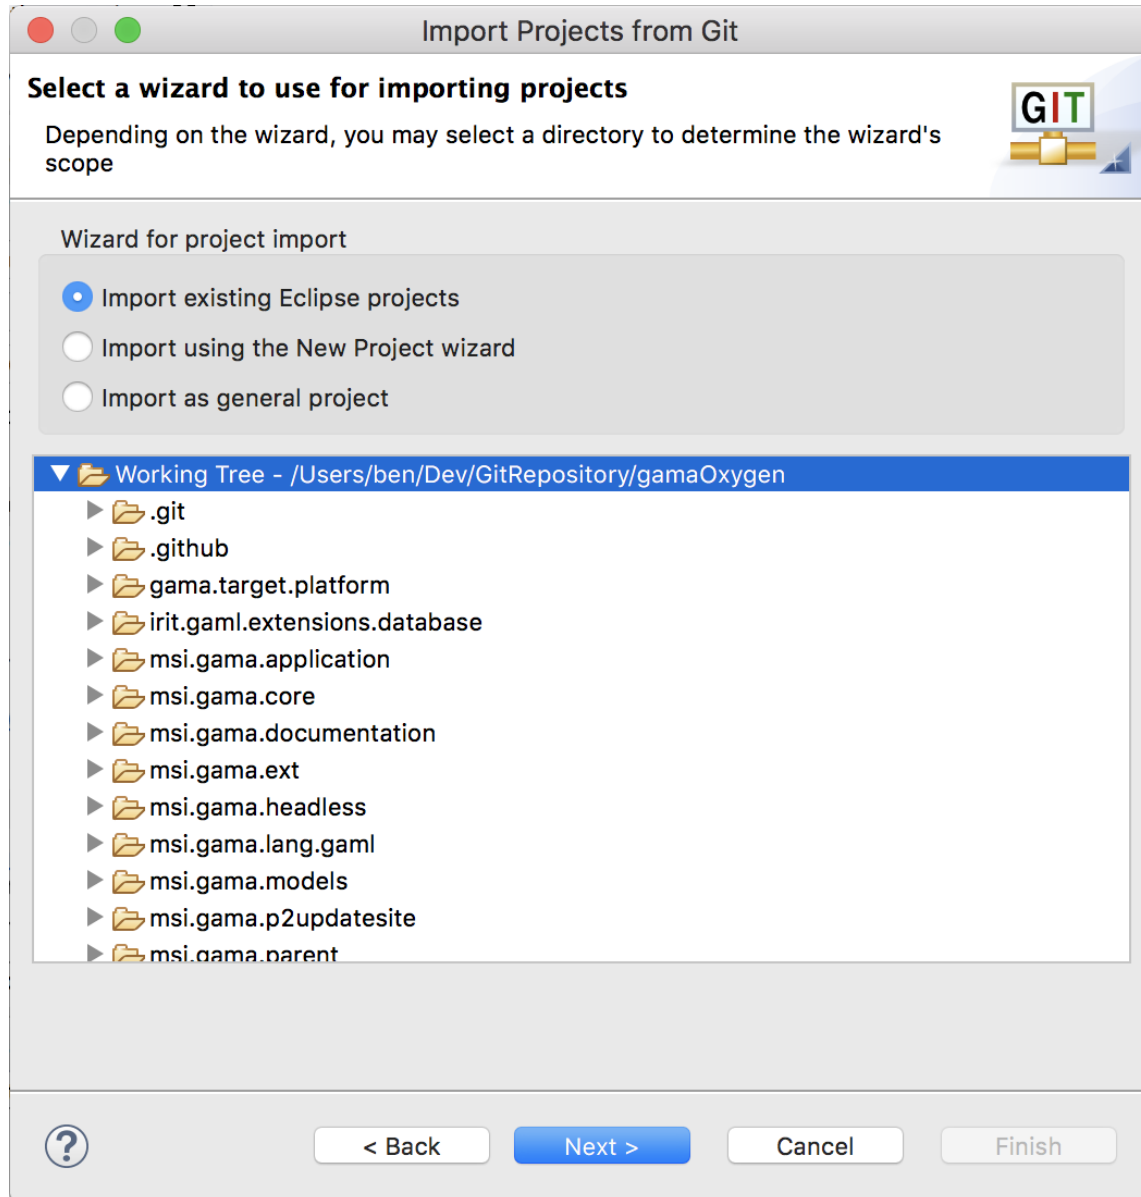 Import Projects from Git
Select a wizard to use for importing projects
Depending on the wizard, you may select a directory to determine the wizard's
scope
GIT
Wizard for project import
Import existing Eclipse projects
Import using the New Project wizard
Import as general project
Working Tree - /Users/ben/Dev/GitRepository/gamaOxygen
.git
.github
gama.target.platform
irit.gaml.extensions.database
msi.gama.application
msi.gama.core
msi.gama.documentation
msi.gama.ext
msi.gama.headless
msi.gama.lang.gaml
msi.gama.models
msi.gama.p2updatesite
msi.gama.parent
? < Back Next > Cancel Finish